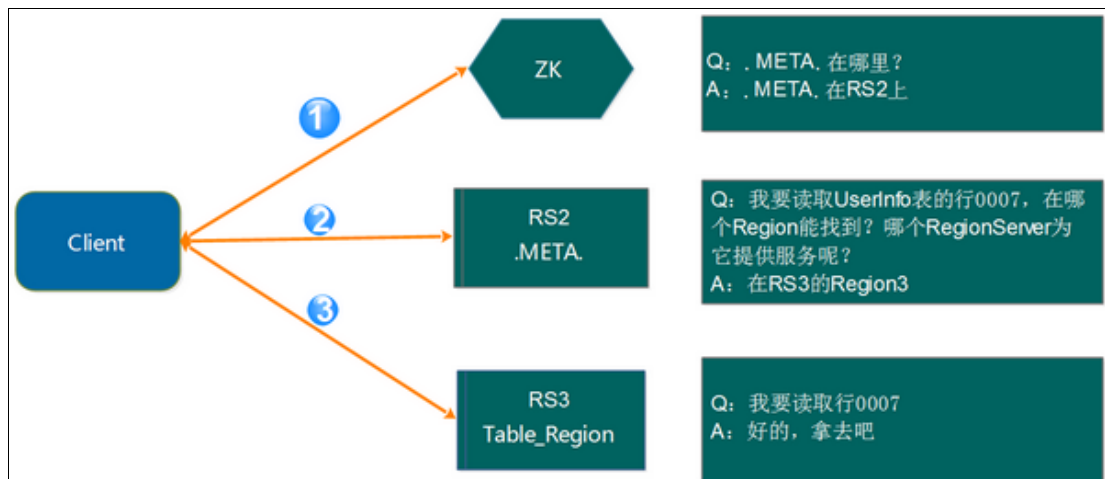 ZK
Q：.META.在哪里？
A：.META.在RS2上
1
Client
2
RS2
.META.
Q：我要读取UserInfo表的行0007，在哪
个Region能找到？哪个RegionServer为
它提供服务呢？
A：在RS3的Region3
3
RS3
Table_Region
Q：我要读取行0007
A：好的，拿去吧